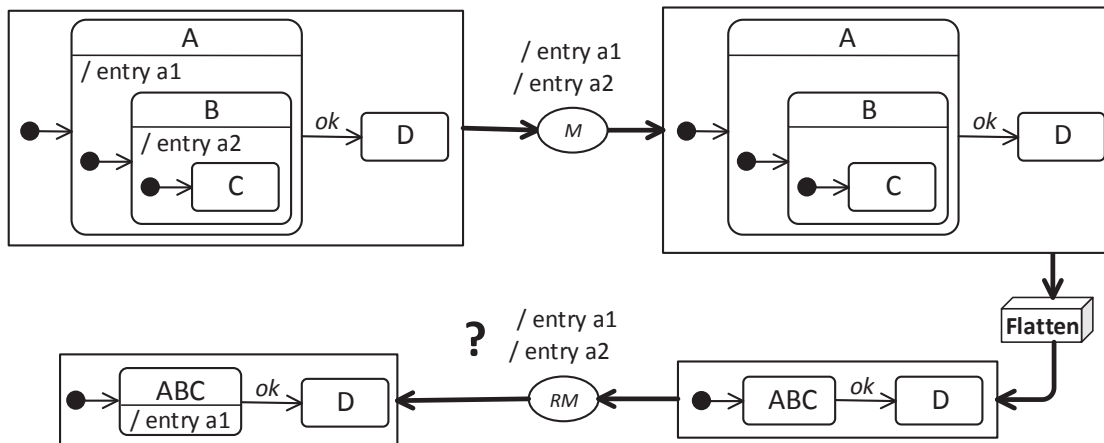 A
/ entry a1
B
/ entry a2
C
ok
D
/ entry a1
/ entry a2
M
A
B
C
ok
D
Flatten
?
/ entry a1
/ entry a2
RM
ABC
/ entry a1
ok
D
ABC
ok
D